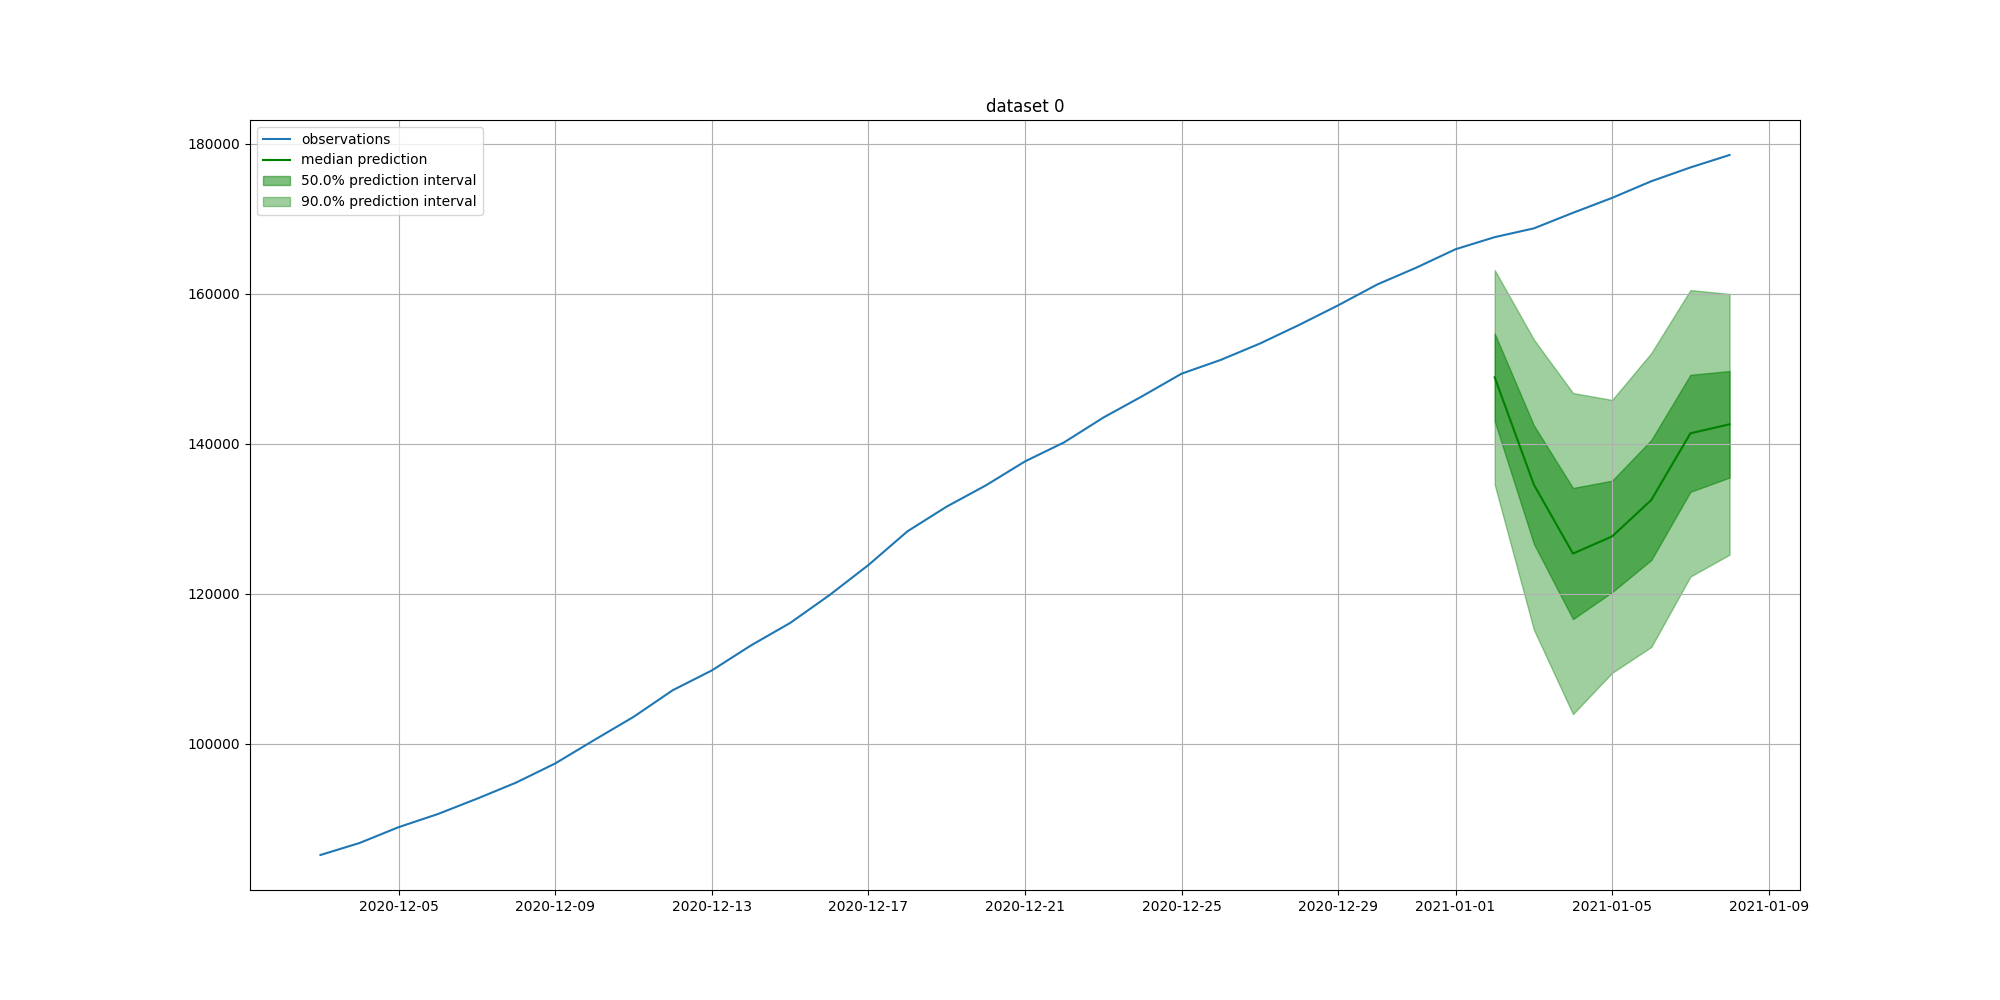 dataset 0
observations
median prediction
50.0% prediction interval
90.0% prediction interval
180000
160000
140000
120000
100000
2020-12-05 2020-12-09 2020-12-13 2020-12-17 2020-12-21 2020-12-25 2020-12-29 2021-01-01 2021-01-05 2021-01-09